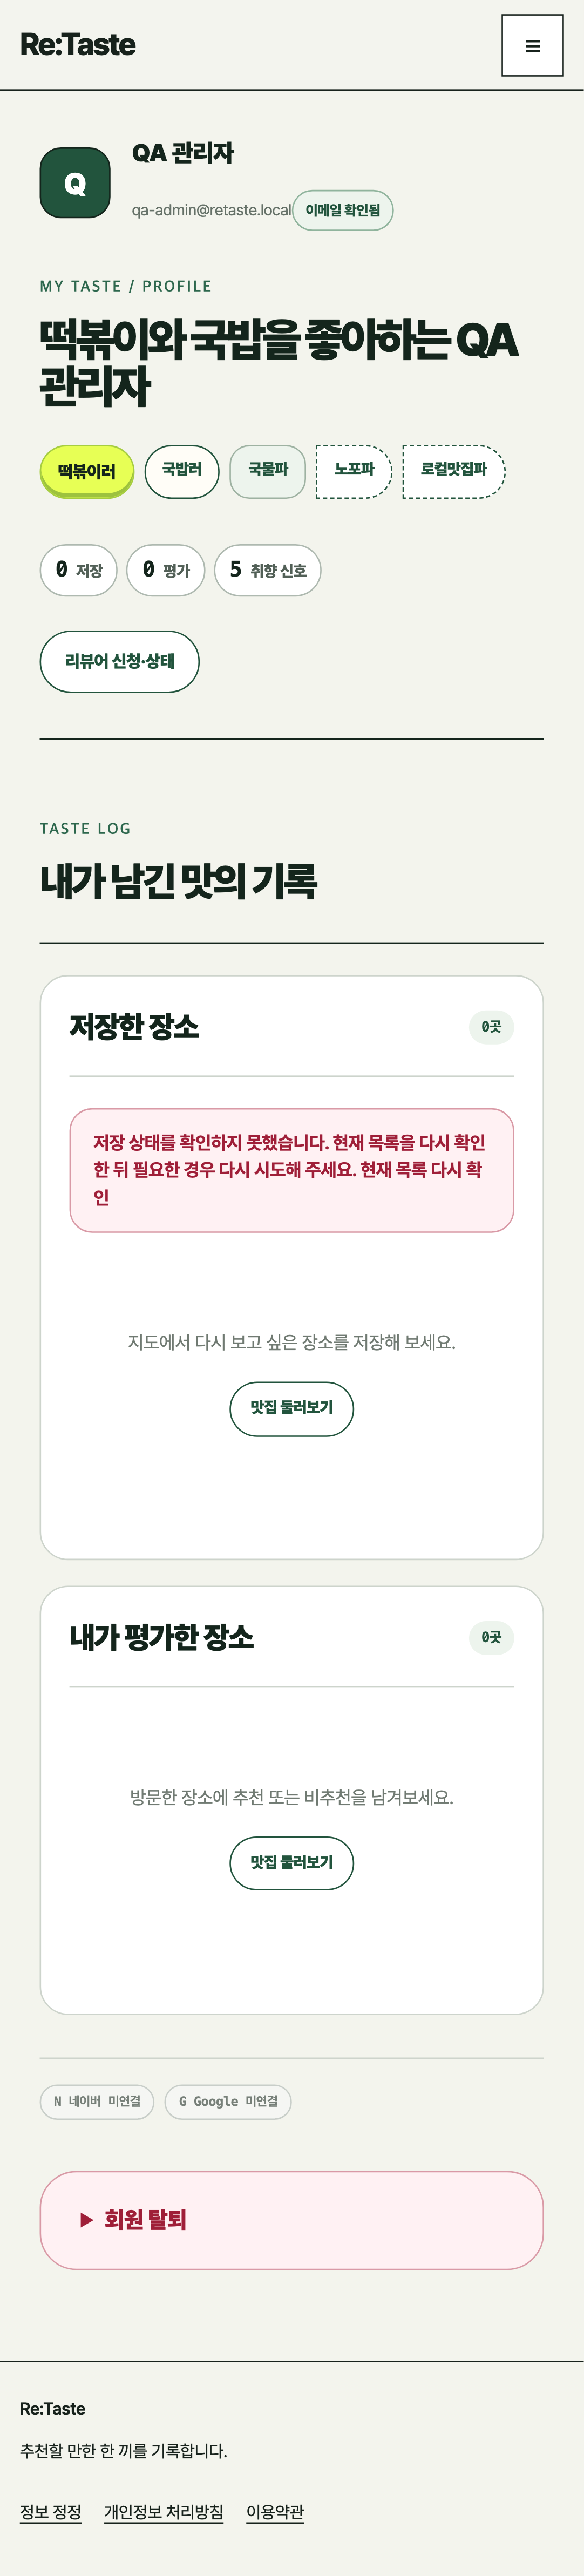 Re:Taste
Q
QA 관리자
qa-admin@retaste.local 이메일 확인됨
MY TASTE / PROFILE
떡볶이와 국밥을 좋아하는 QA
관리자
떡볶이러 국밥러 국물파 노포파 로컬맛집파
0 저장 0 평가 5 취향 신호
리뷰어 신청·상태
TASTE LOG
내가 남긴 맛의 기록
저장한 장소 0곳
저장 상태를 확인하지 못했습니다. 현재 목록을 다시 확인
한 뒤 필요한 경우 다시 시도해 주세요. 현재 목록 다시 확
인
지도에서 다시 보고 싶은 장소를 저장해 보세요.
맛집 둘러보기
내가 평가한 장소 0곳
방문한 장소에 추천 또는 비추천을 남겨보세요.
맛집 둘러보기
N 네이버 미연결 G Google 미연결
▶ 회원 탈퇴
Re:Taste
추천할 만한 한 끼를 기록합니다.
정보 정정 개인정보 처리방침 이용약관